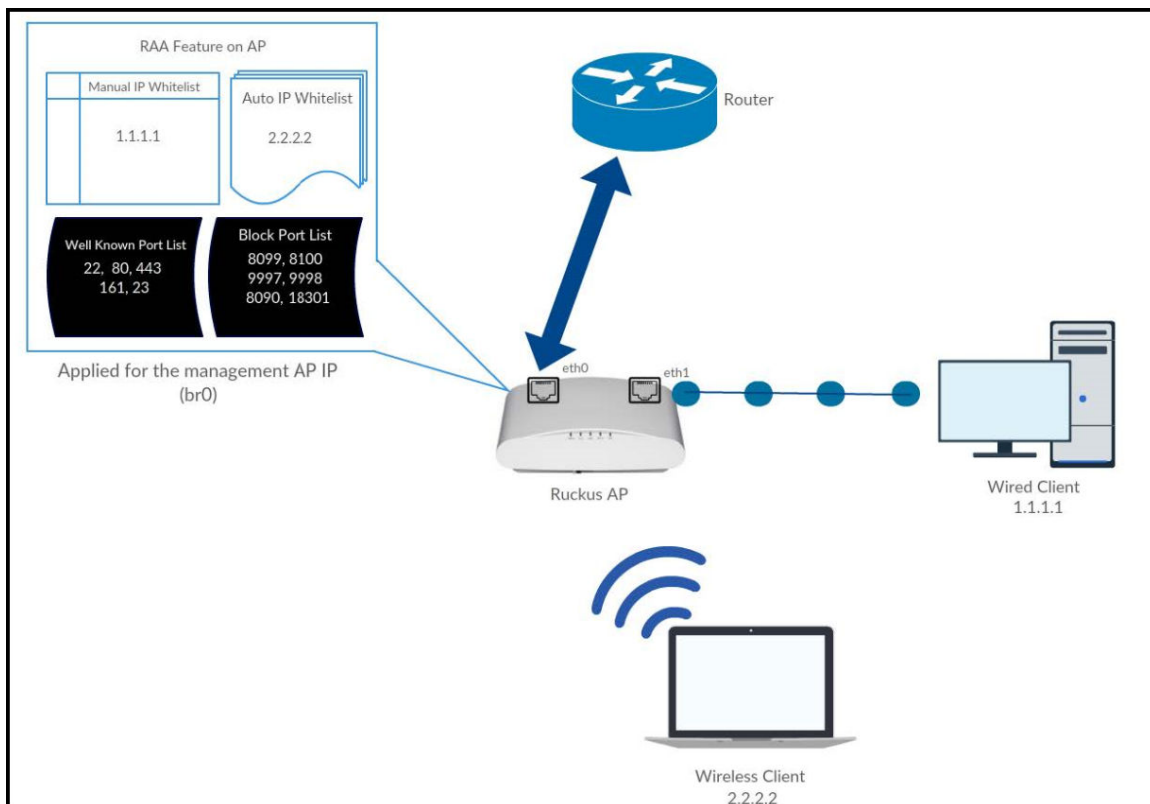 RAA Feature on AP
Manual IP Whitelist
1.1.1.1
Auto IP Whitelist
2.2.2.2
Well Known Port List
22, 80, 443
161, 23
Block Port List
8099, 8100
9997, 9998
8090, 18301
Applied for the management AP IP
(br0)
Router
eth0
eth1
Ruckus AP
Wired Client
1.1.1.1
Wireless Client
2.2.2.2